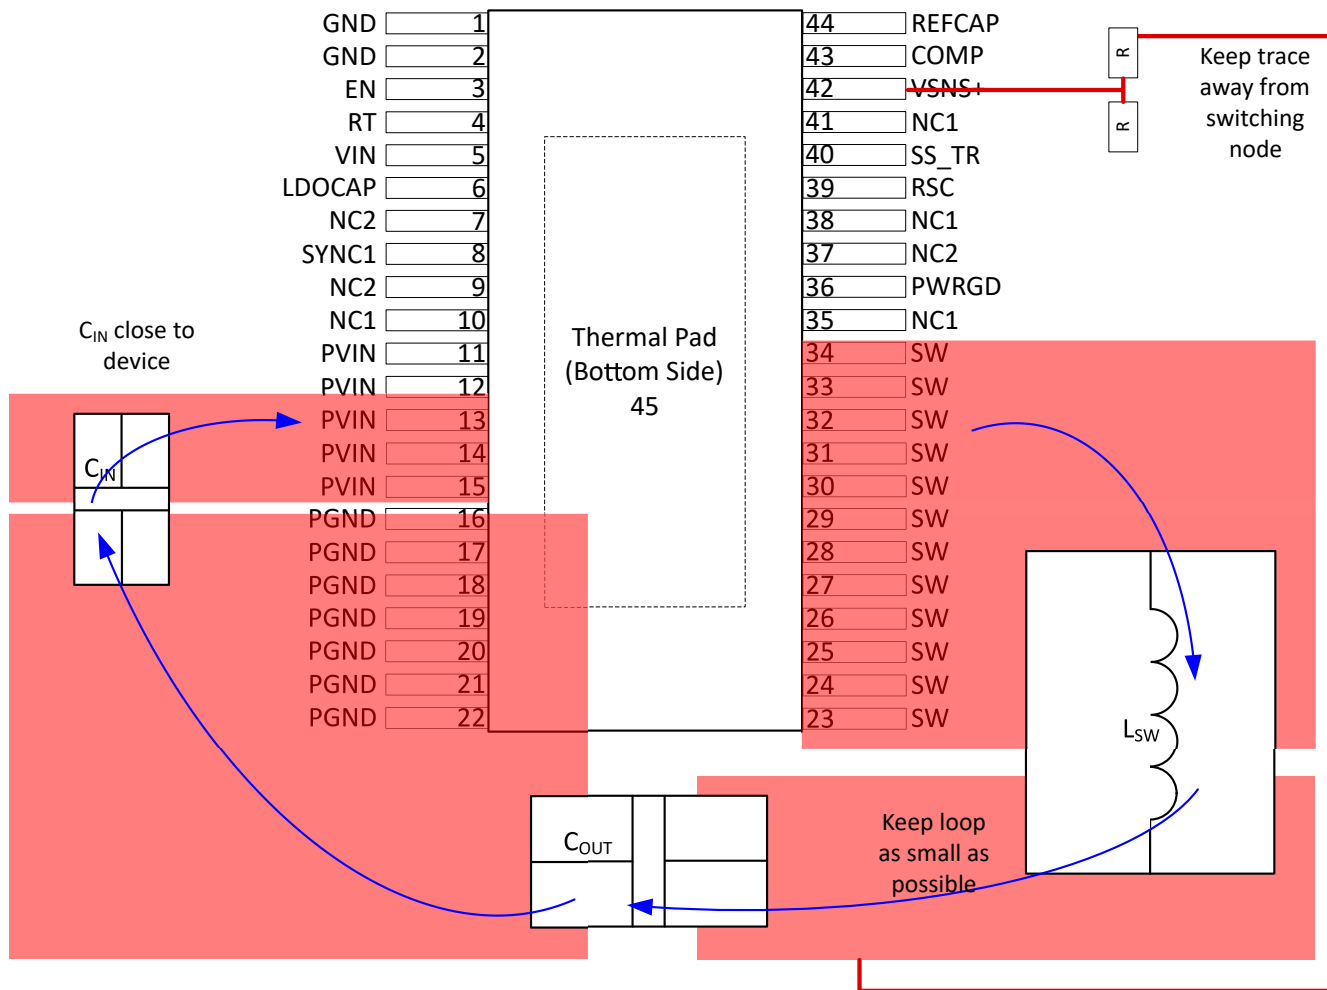 GND 1
GND 2
EN 3
RT 4
VIN 5
LDOCAP 6
NC2 7
SYNC1 8
NC2 9
NC1 10
PVIN 11
PVIN 12
PVIN 13
PVIN 14
PVIN 15
PGND 16
PGND 17
PGND 18
PGND 19
PGND 20
PGND 21
PGND 22
Thermal Pad
(Bottom Side)
45
44 REFCAP
43 COMP
42 VSNS+
41 NC1
40 SS_TR
39 RSC
38 NC1
37 NC2
36 PWRGD
35 NC1
34 SW
33 SW
32 SW
31 SW
30 SW
29 SW
28 SW
27 SW
26 SW
25 SW
24 SW
23 SW
R
R
Keep trace
away from
switching
node
CIN close to
device
CIN
LSW
COUT
Keep loop
as small as
possible